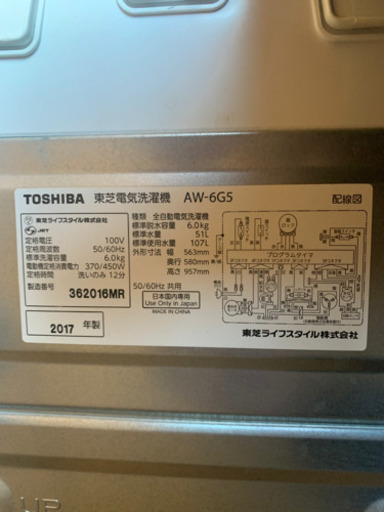 TOSHIBA 東芝電気洗濯機 AW-6G5 配線図
東芝ライフスタイル株式会社
JET
定格電圧 100V
定格周波数 50/60Hz
標準洗濯容量 6.0kg
電動機定格消費電力 370/450W
定格時間 洗いのみ 12分
製造番号
362016MR
2017 年製
種類 全自動電気洗濯機
標準脱水容量 6.0kg
標準水量 51L
標準使用水量 107L
外形寸法 幅 563mm
奥行 580mm
高さ 957mm
50/60Hz 共用
日本国内専用
Use Only in Japan
MADE IN CHINA
プログラムタイマ
東芝ライフスタイル株式会社
UP